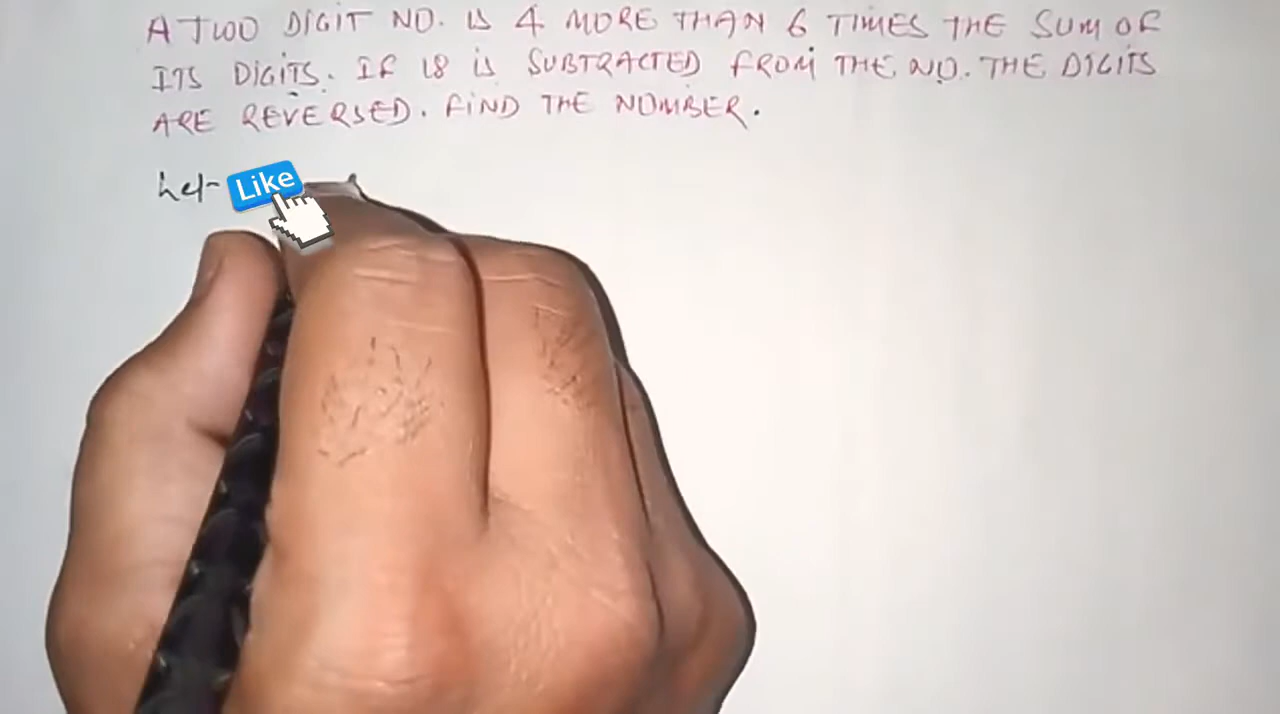 A TWO DIGIT NO. IS 4 MORE THAN 6 TIMES THE SUM OF
ITS DIGITS. IF 18 IS SUBTRACTED FROM THE NO. THE DIGITS
ARE REVERSED. FIND THE NUMBER.
Let Like